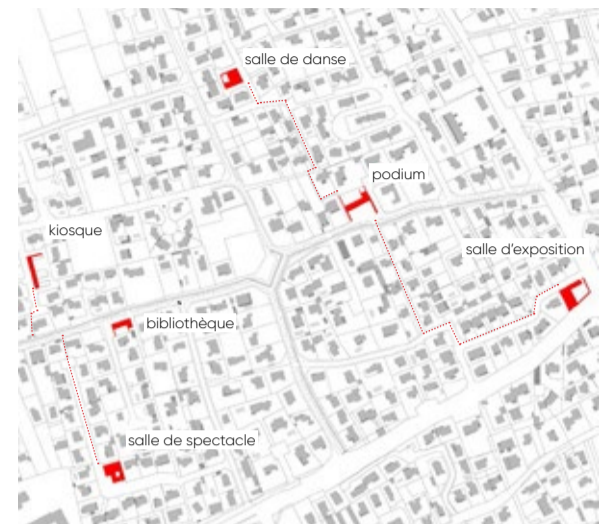 salle de danse
podium
kiosque
salle d'exposition
bibliothèque
salle de spectacle